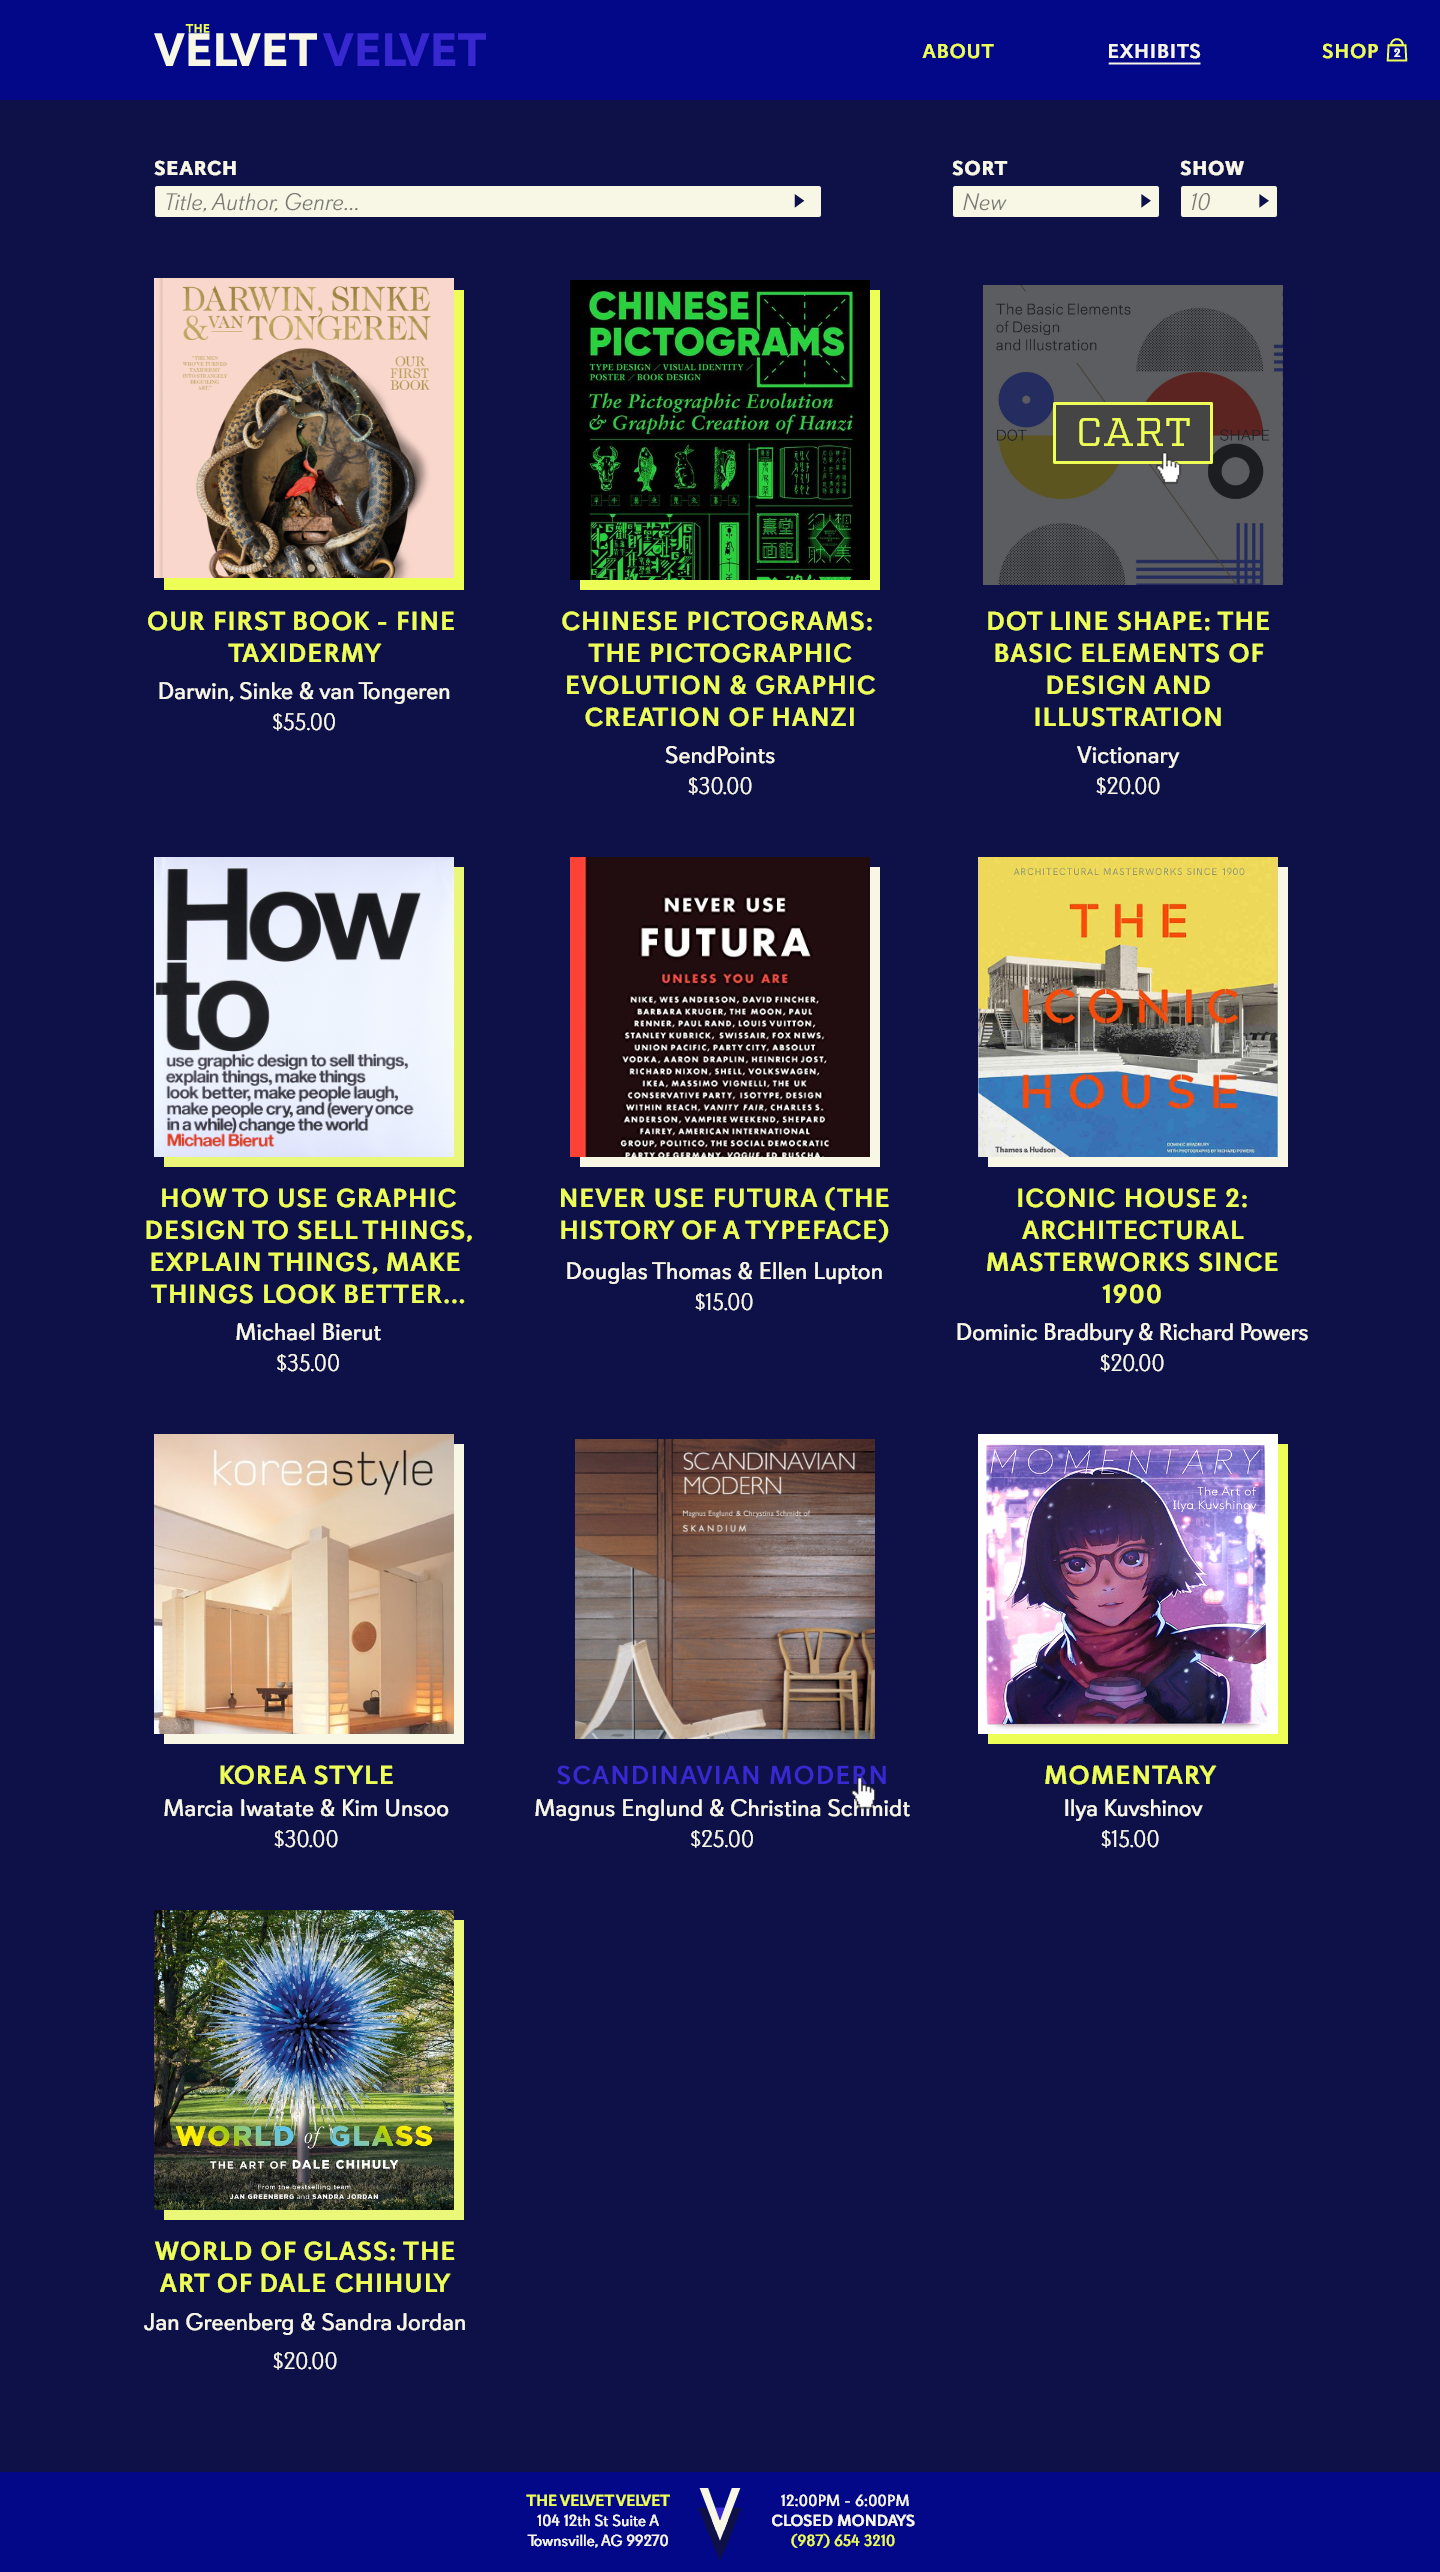 THE
VELVET VELVET
ABOUT
EXHIBITS
SHOP 2
SEARCH
Title, Author, Genre...
SORT
New
SHOW
10
DARWIN, SINKE
& VAN TONGEREN
OUR
FIRST
BOOK
OUR FIRST BOOK - FINE
TAXIDERMY
Darwin, Sinke & van Tongeren
$55.00
CHINESE
PICTOGRAMS
TYPE DESIGN / VISUAL IDENTITY /
POSTER / BOOK DESIGN
The Pictographic Evolution
& Graphic Creation of Hanzi
CHINESE PICTOGRAMS:
THE PICTOGRAPHIC
EVOLUTION & GRAPHIC
CREATION OF HANZI
SendPoints
$30.00
The Basic Elements
of Design
and Illustration
DOT
SHAPE
CART
DOT LINE SHAPE: THE
BASIC ELEMENTS OF
DESIGN AND
ILLUSTRATION
Victionary
$20.00
How
to
use graphic design to sell things,
explain things, make things
look better, make people laugh,
make people cry, and (every once
in a while) change the world
Michael Bierut
HOW TO USE GRAPHIC
DESIGN TO SELL THINGS,
EXPLAIN THINGS, MAKE
THINGS LOOK BETTER...
Michael Bierut
$35.00
NEVER USE
FUTURA
UNLESS YOU ARE
NIKE, WES ANDERSON, DAVID FINCHER,
BARBARA KRUGER, THE MOON, PAUL
RENNER, PAUL RAND, LOUIS VUITTON,
STANLEY KUBRICK, SWISSAIR, FOX NEWS,
UNION PACIFIC, PARTY CITY, ABSOLUT
VODKA, AARON DRAPLIN, HEINRICH JOST,
RICHARD NIXON, SHELL, VOLKSWAGEN,
IKEA, MASSIMO VIGNELLI, THE UK
CONSERVATIVE PARTY, ISOTYPE, DESIGN
WITHIN REACH, VANITY FAIR, CHARLES S.
ANDERSON, VAMPIRE WEEKEND, SHEPARD
FAIREY, AMERICAN INTERNATIONAL
GROUP, POLITICO, THE SOCIAL DEMOCRATIC
PARTY OF GERMANY, VOGUE, ED RUSCHA,
NEVER USE FUTURA (THE
HISTORY OF A TYPEFACE)
Douglas Thomas & Ellen Lupton
$15.00
ARCHITECTURAL MASTERWORKS SINCE 1900
THE
ICONIC
HOUSE
Thames & Hudson
DOMINIC BRADBURY
WITH PHOTOGRAPHS BY RICHARD POWERS
ICONIC HOUSE 2:
ARCHITECTURAL
MASTERWORKS SINCE
1900
Dominic Bradbury & Richard Powers
$20.00
koreastyle
KOREA STYLE
Marcia Iwatate & Kim Unsoo
$30.00
SCANDINAVIAN
MODERN
Magnus Englund & Chrystina Schmidt of
SKANDIUM
SCANDINAVIAN MODERN
Magnus Englund & Christina Schmidt
$25.00
MOMENTARY
The Art of
Ilya Kuvshinov
MOMENTARY
Ilya Kuvshinov
$15.00
WORLD of GLASS
THE ART OF DALE CHIHULY
From the bestselling team
JAN GREENBERG and SANDRA JORDAN
WORLD OF GLASS: THE
ART OF DALE CHIHULY
Jan Greenberg & Sandra Jordan
$20.00
THE VELVET VELVET
104 12th St Suite A
Townsville, AG 99270
V
12:00PM - 6:00PM
CLOSED MONDAYS
(987) 654 3210